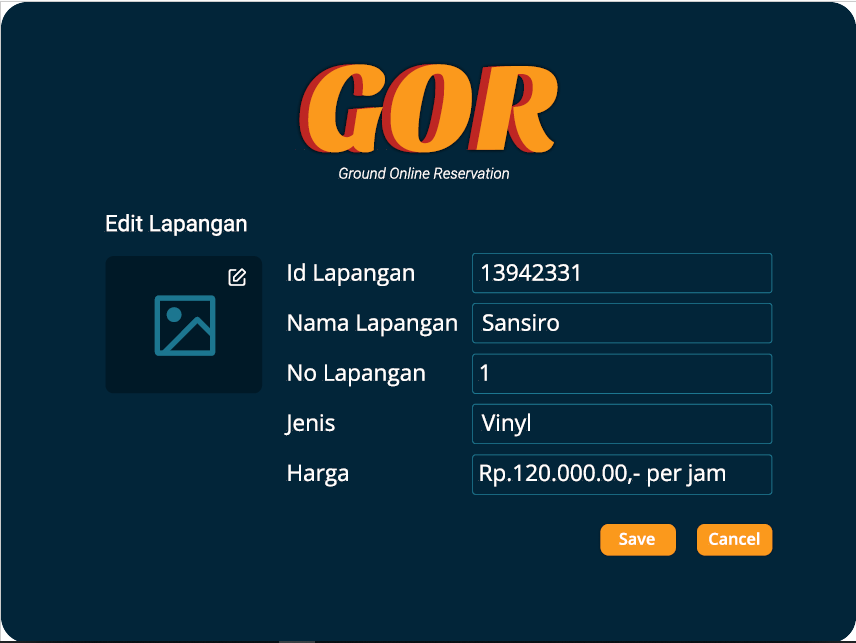 GOR
Ground Online Reservation
Edit Lapangan
Id Lapangan 13942331
Nama Lapangan Sansiro
No Lapangan 1
Jenis Vinyl
Harga Rp.120.000.00,- per jam
Save Cancel